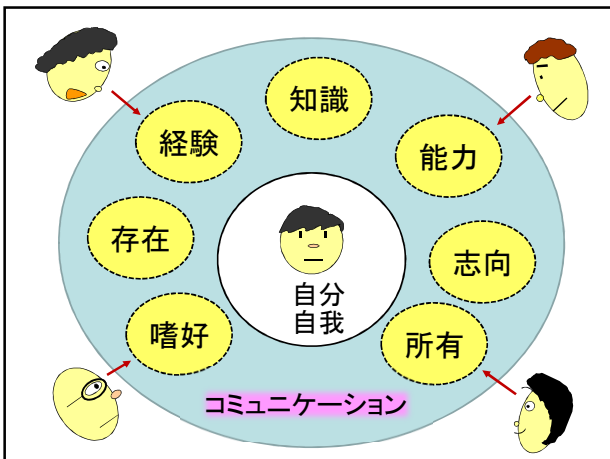 知識
経験
能力
存在
志向
自分
自我
嗜好
所有
コミュニケーション